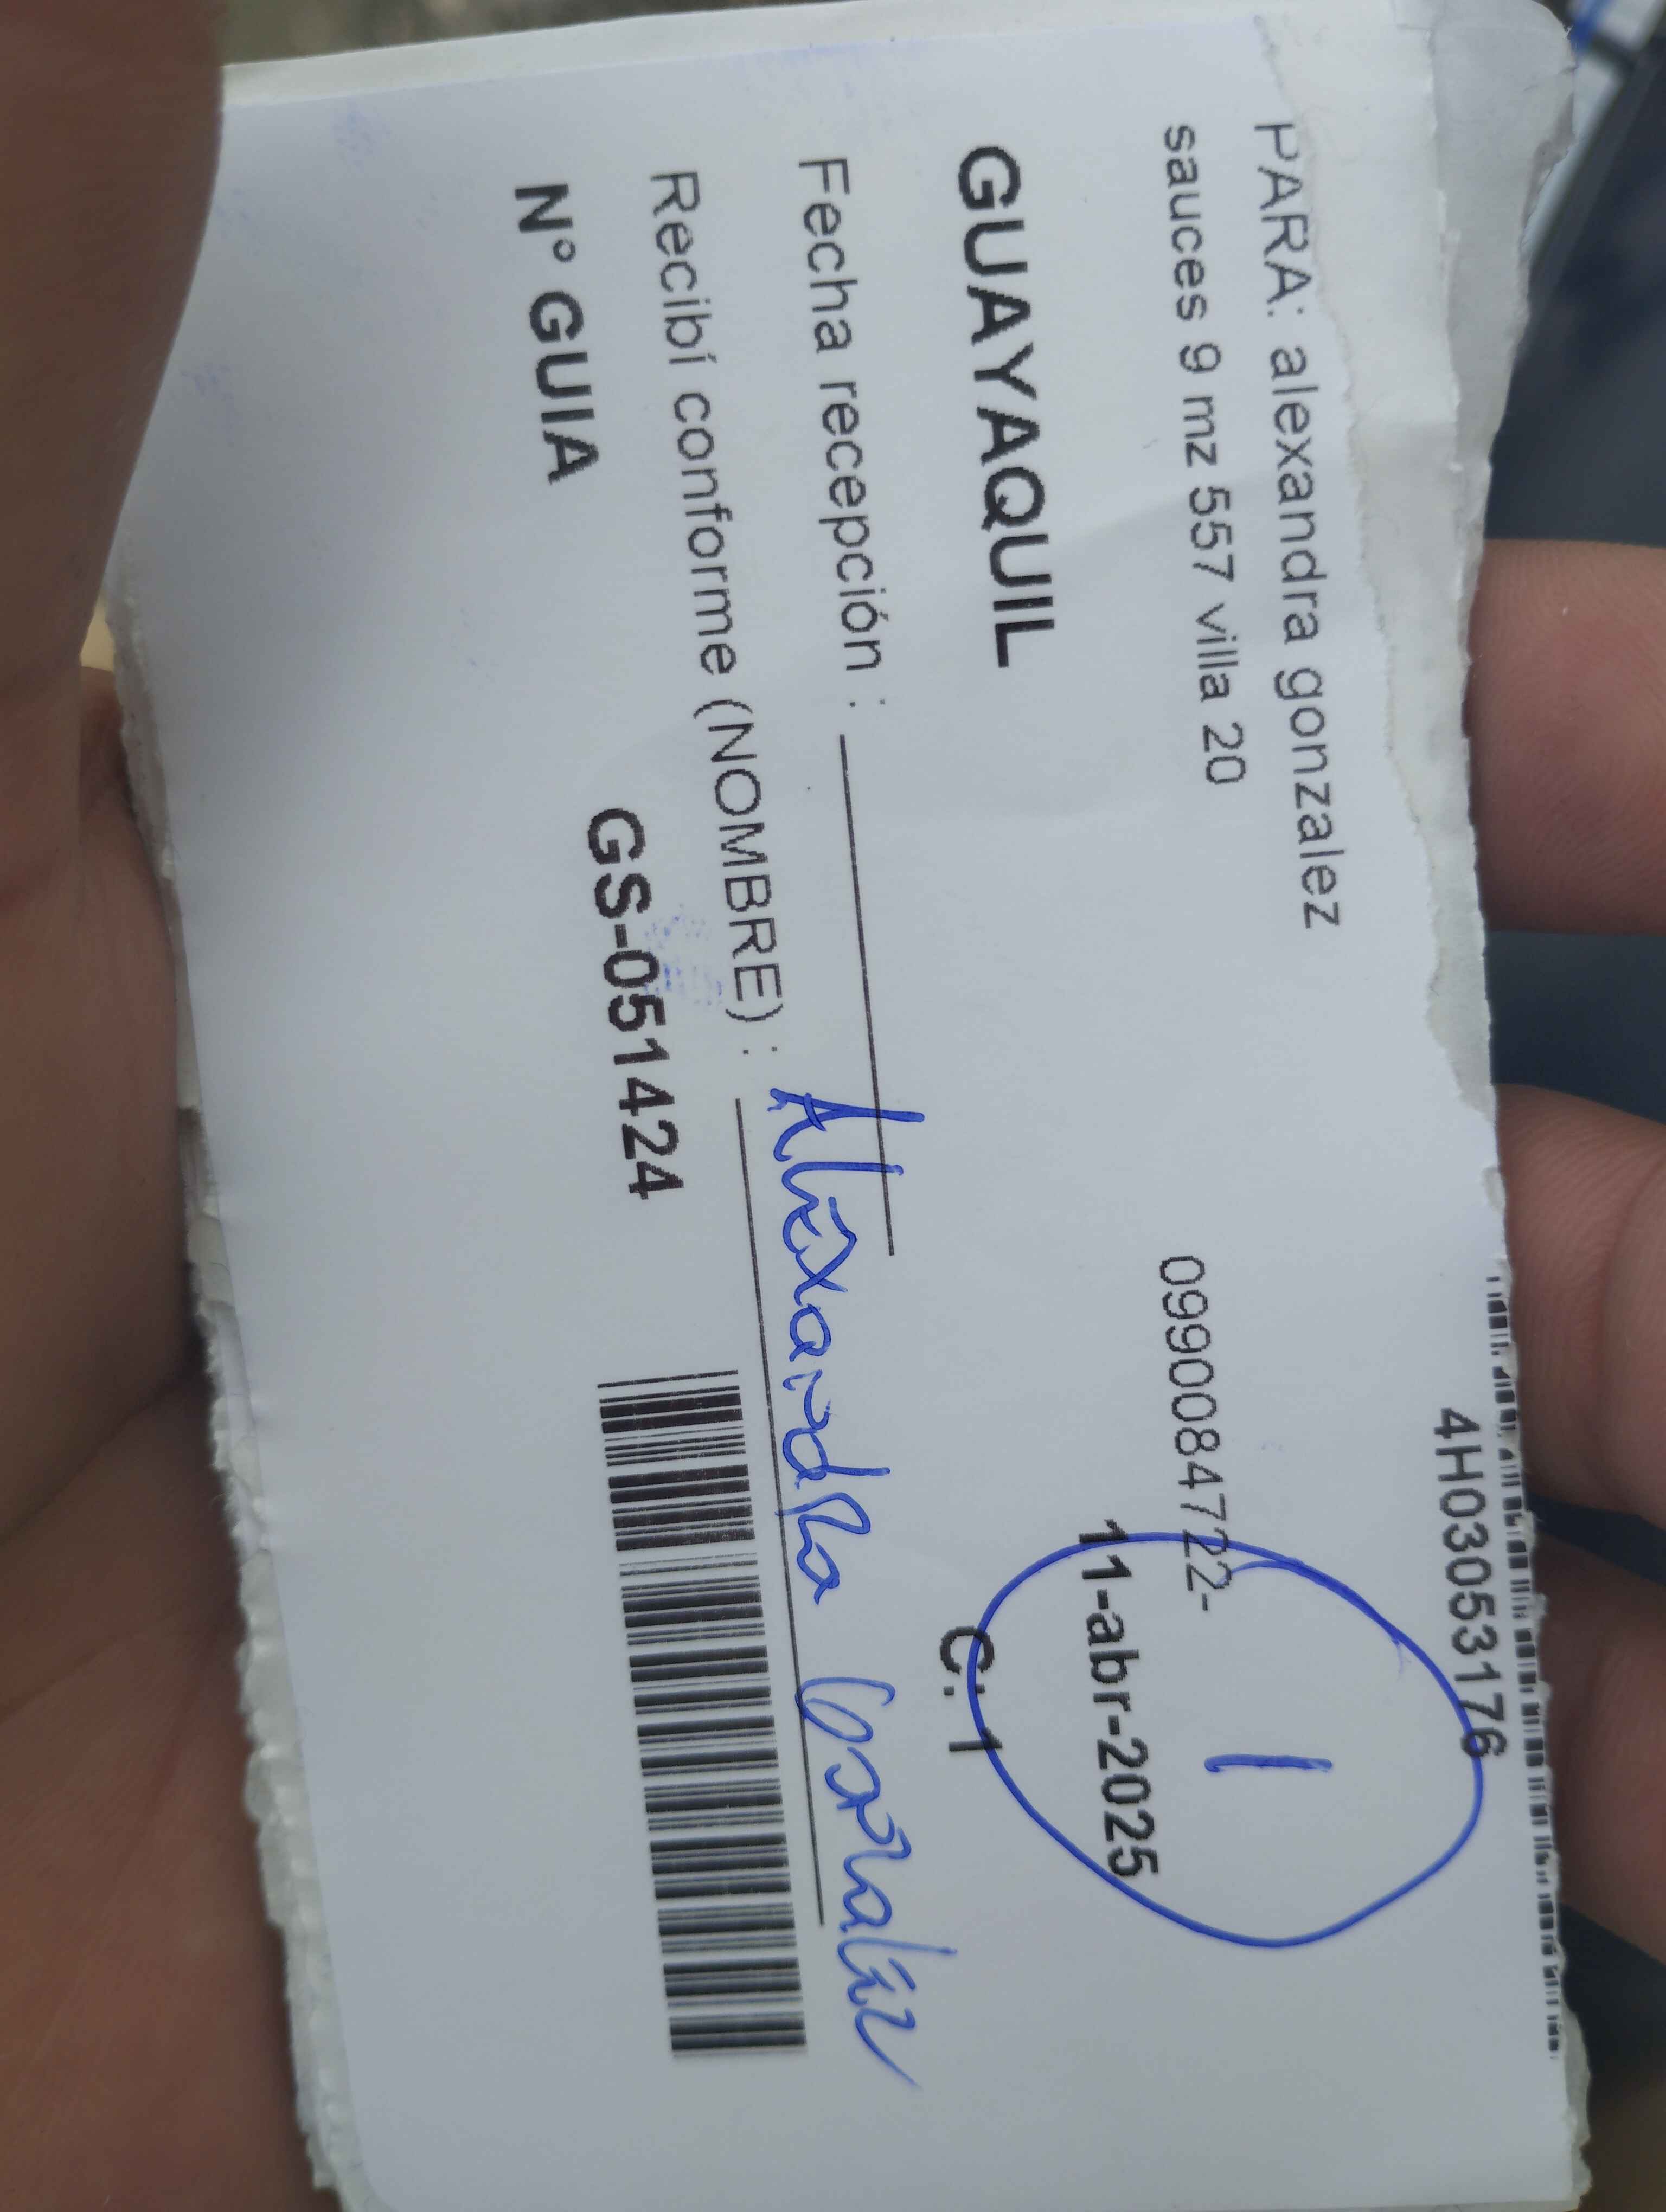 4H03053176
PARA: alexandra gonzalez
sauces 9 mz 557 villa 20
0990084722-
1
11-abr-2025
GUAYAQUIL
C: 1
Fecha recepción :
Recibí conforme (NOMBRE) : Alexandra Gonzalez
N° GUIA GS-051424